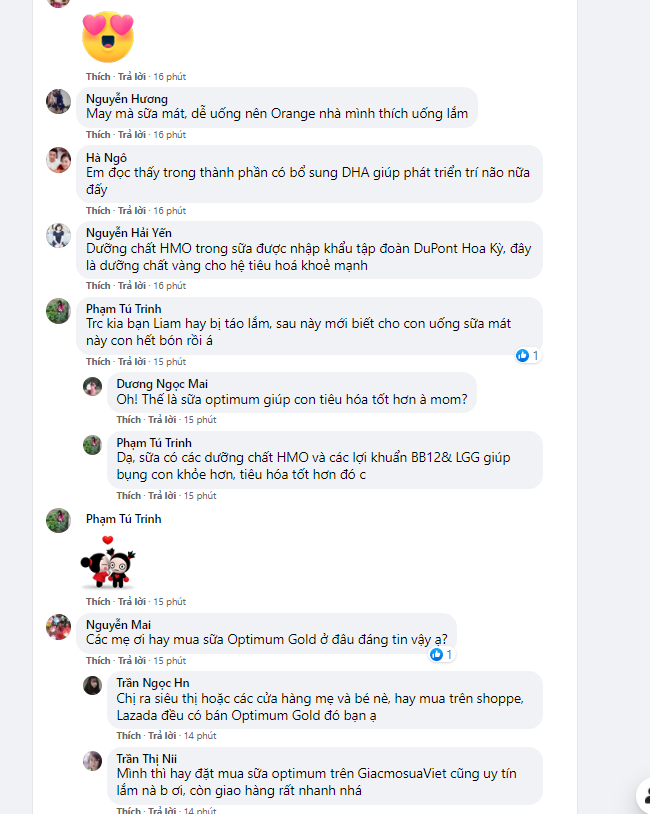 Thích · Trả lời · 16 phút
Nguyễn Hương
May mà sữa mát, dễ uống nên Orange nhà mình thích uống lắm
Thích · Trả lời · 16 phút
Hà Ngô
Em đọc thấy trong thành phần có bổ sung DHA giúp phát triển trí não nữa
đấy
Thích · Trả lời · 16 phút
Nguyễn Hải Yến
Dưỡng chất HMO trong sữa được nhập khẩu tập đoàn DuPont Hoa Kỳ, đây
là dưỡng chất vàng cho hệ tiêu hoá khoẻ mạnh
Thích · Trả lời · 16 phút
Phạm Tú Trinh
Trc kia bạn Liam hay bị táo lắm, sau này mới biết cho con uống sữa mát
này con hết bón rồi á
1
Thích · Trả lời · 15 phút
Dương Ngọc Mai
Oh! Thế là sữa optimum giúp con tiêu hóa tốt hơn à mom?
Thích · Trả lời · 15 phút
Phạm Tú Trinh
Dạ, sữa có các dưỡng chất HMO và các lợi khuẩn BB12& LGG giúp
bụng con khỏe hơn, tiêu hóa tốt hơn đó c
Thích · Trả lời · 15 phút
Phạm Tú Trinh
Thích · Trả lời · 15 phút
Nguyễn Mai
Các mẹ ơi hay mua sữa Optimum Gold ở đâu đáng tin vậy ạ?
1
Thích · Trả lời · 15 phút
Trần Ngọc Hn
Chị ra siêu thị hoặc các cửa hàng mẹ và bé nè, hay mua trên shoppe,
Lazada đều có bán Optimum Gold đó bạn ạ
Thích · Trả lời · 14 phút
Trần Thị Nii
Mình thì hay đặt mua sữa optimum trên GiacmosuaViet cũng uy tín
lắm nà b ơi, còn giao hàng rất nhanh nhá
Thích · Trả lời · 14 phút